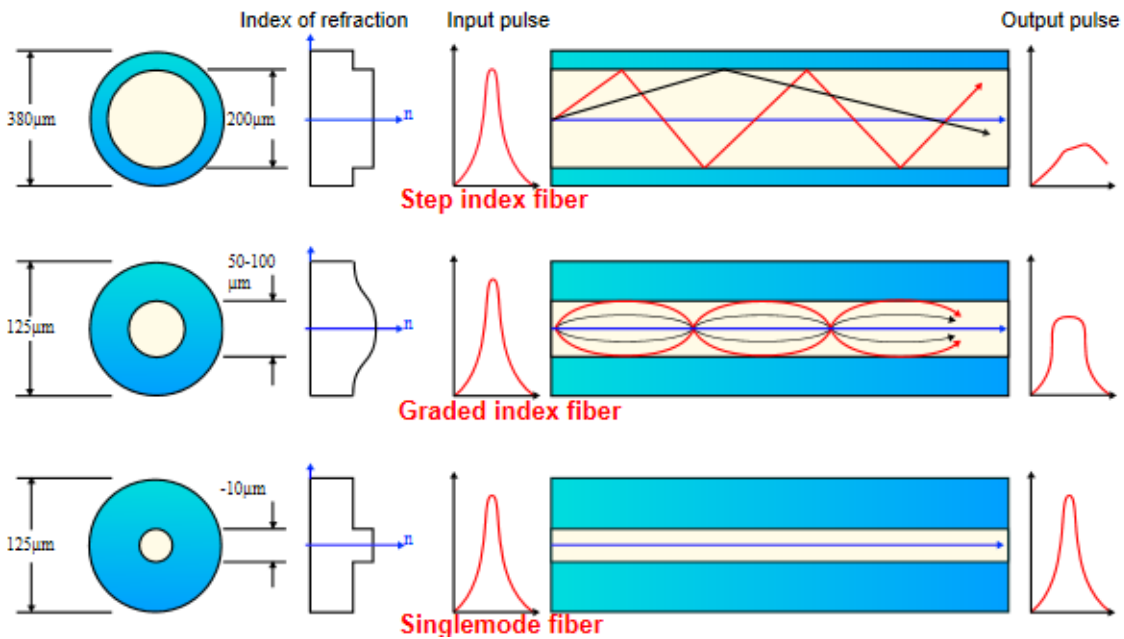 Index of refraction
Input pulse
Output pulse
380µm
200µm
n
Step index fiber
50-100
µm
125µm
n
Graded index fiber
-10µm
125µm
n
Singlemode fiber